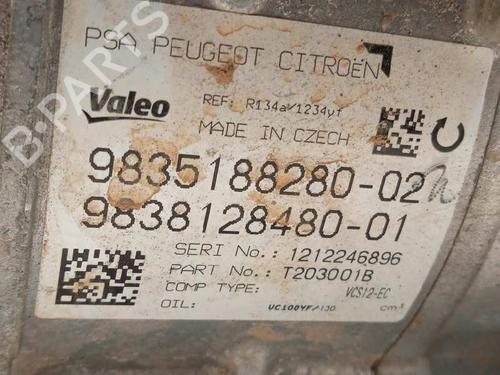 PSA PEUGEOT CITROËN
Valeo
REF: R134a/1234yf
MADE IN CZECH
9835188280-02
9838128480-01
SERI No.: 1212246896
PART No.: T203001B
COMP TYPE: VCS12-EC
OIL: UC100YF/130 cm³
B-PARTS